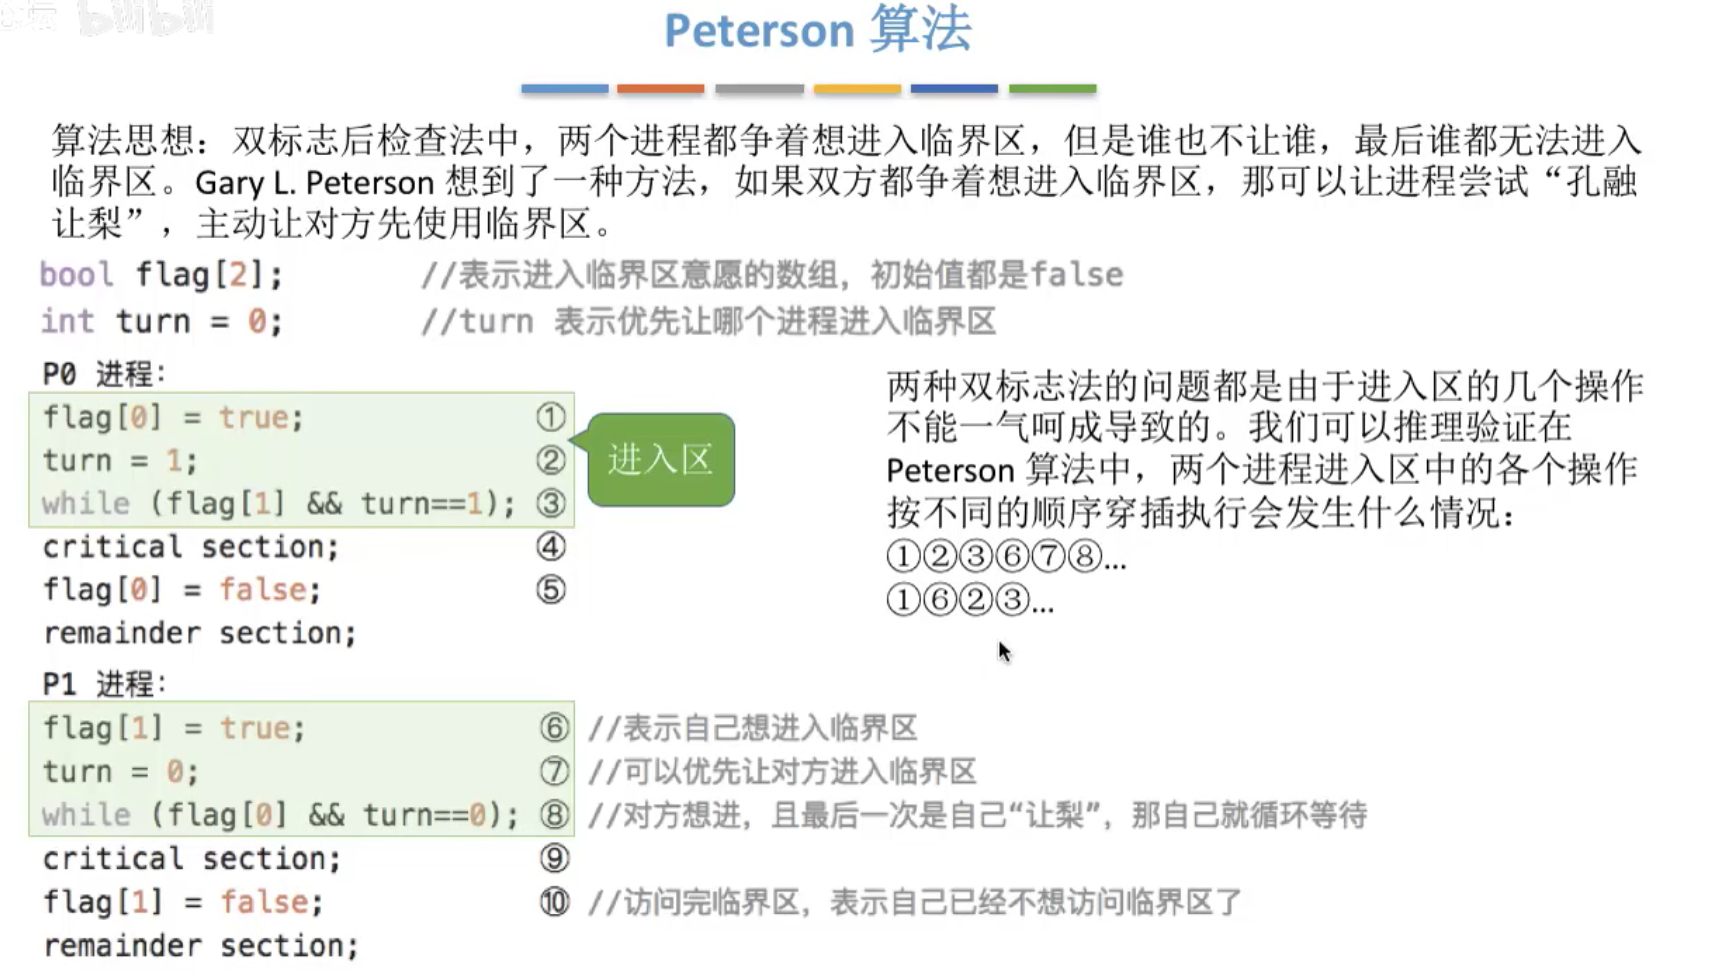 bilibili
Peterson 算法
算法思想：双标志后检查法中，两个进程都争着想进入临界区，但是谁也不让谁，最后谁都无法进入
临界区。Gary L. Peterson 想到了一种方法，如果双方都争着想进入临界区，那可以让进程尝试“孔融
让梨”，主动让对方先使用临界区。
bool flag[2]; //表示进入临界区意愿的数组，初始值都是false
int turn = 0; //turn 表示优先让哪个进程进入临界区
P0 进程：
flag[0] = true; ①
turn = 1; ②
while (flag[1] && turn==1); ③
进入区
critical section; ④
flag[0] = false; ⑤
remainder section;
两种双标志法的问题都是由于进入区的几个操作
不能一气呵成导致的。我们可以推理验证在
Peterson 算法中，两个进程进入区中的各个操作
按不同的顺序穿插执行会发生什么情况：
①②③⑥⑦⑧...
①⑥②③...
P1 进程：
flag[1] = true; ⑥ //表示自己想进入临界区
turn = 0; ⑦ //可以优先让对方进入临界区
while (flag[0] && turn==0); ⑧ //对方想进，且最后一次是自己“让梨”，那自己就循环等待
critical section; ⑨
flag[1] = false; ⑩ //访问完临界区，表示自己已经不想访问临界区了
remainder section;